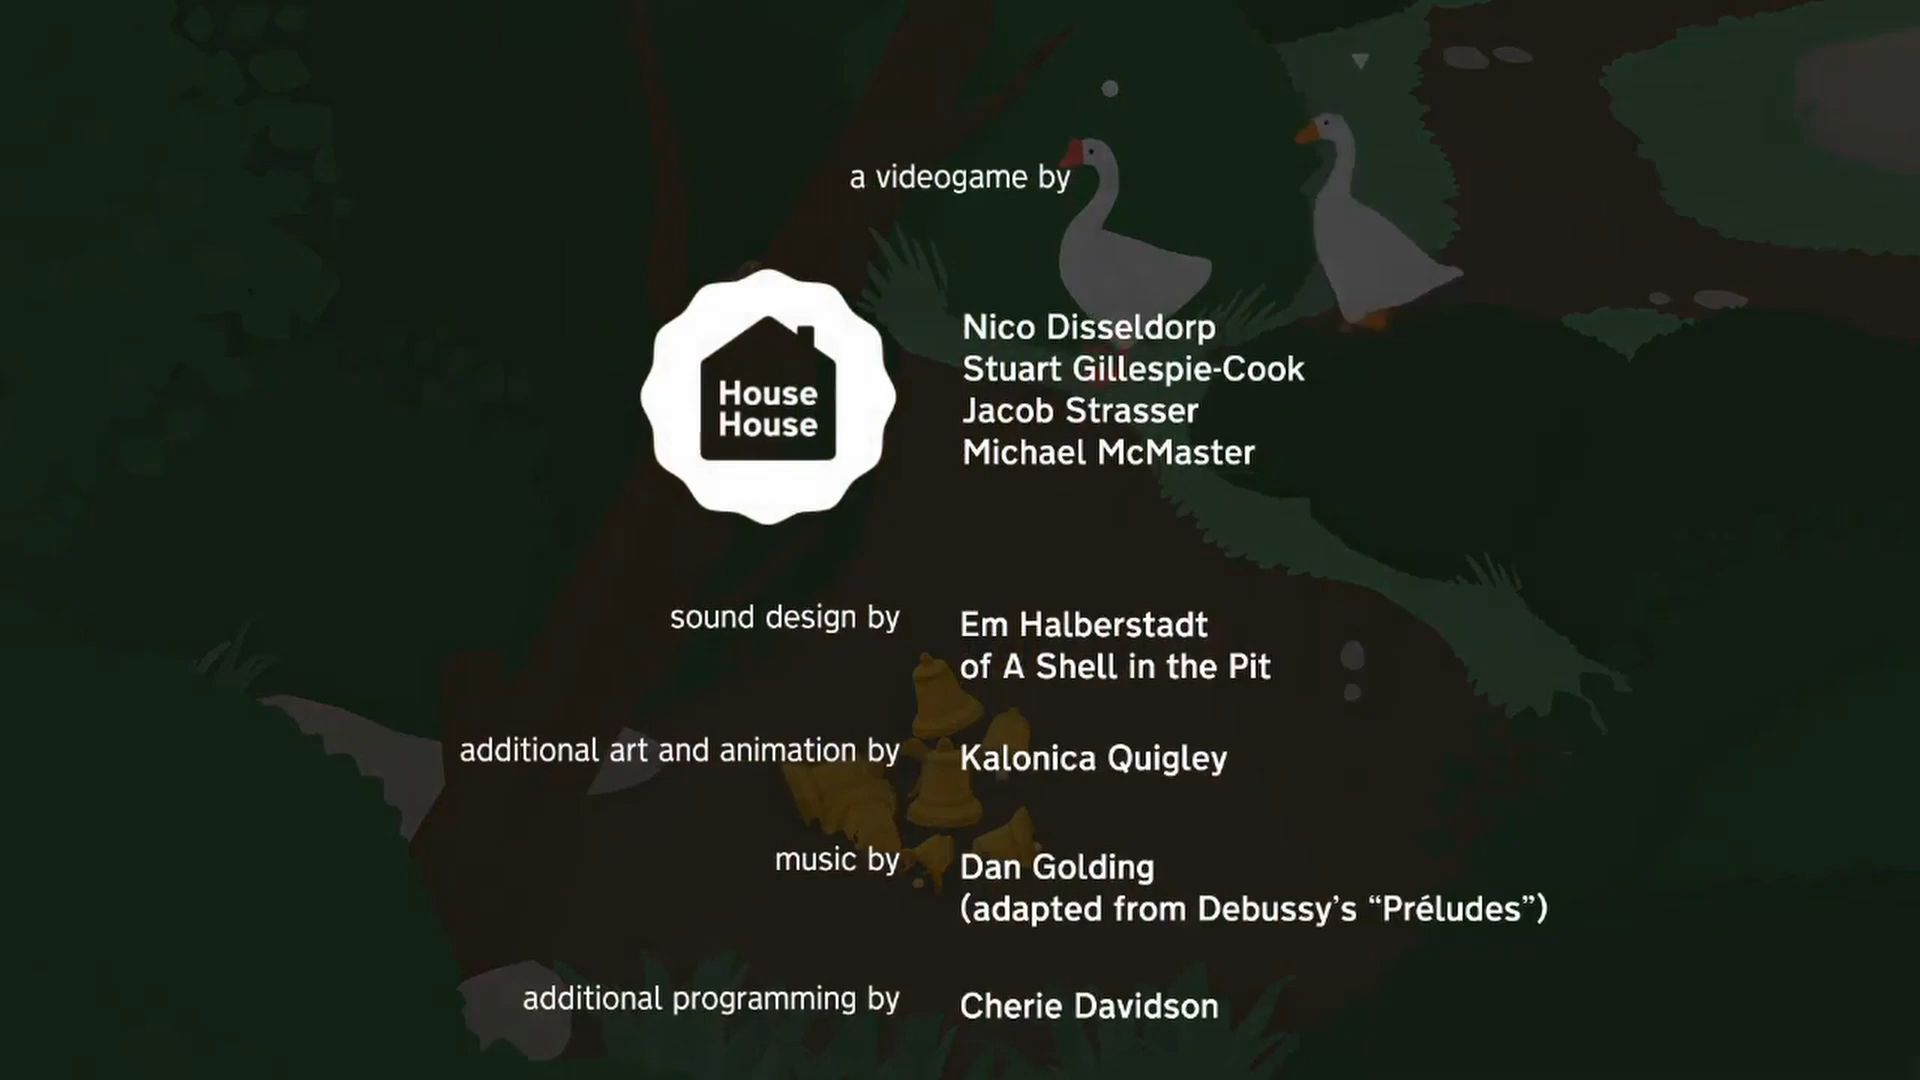 a videogame by
House
House
Nico Disseldorp
Stuart Gillespie-Cook
Jacob Strasser
Michael McMaster
sound design by
Em Halberstadt
of A Shell in the Pit
additional art and animation by
Kalonica Quigley
music by
Dan Golding
(adapted from Debussy’s “Préludes”)
additional programming by
Cherie Davidson